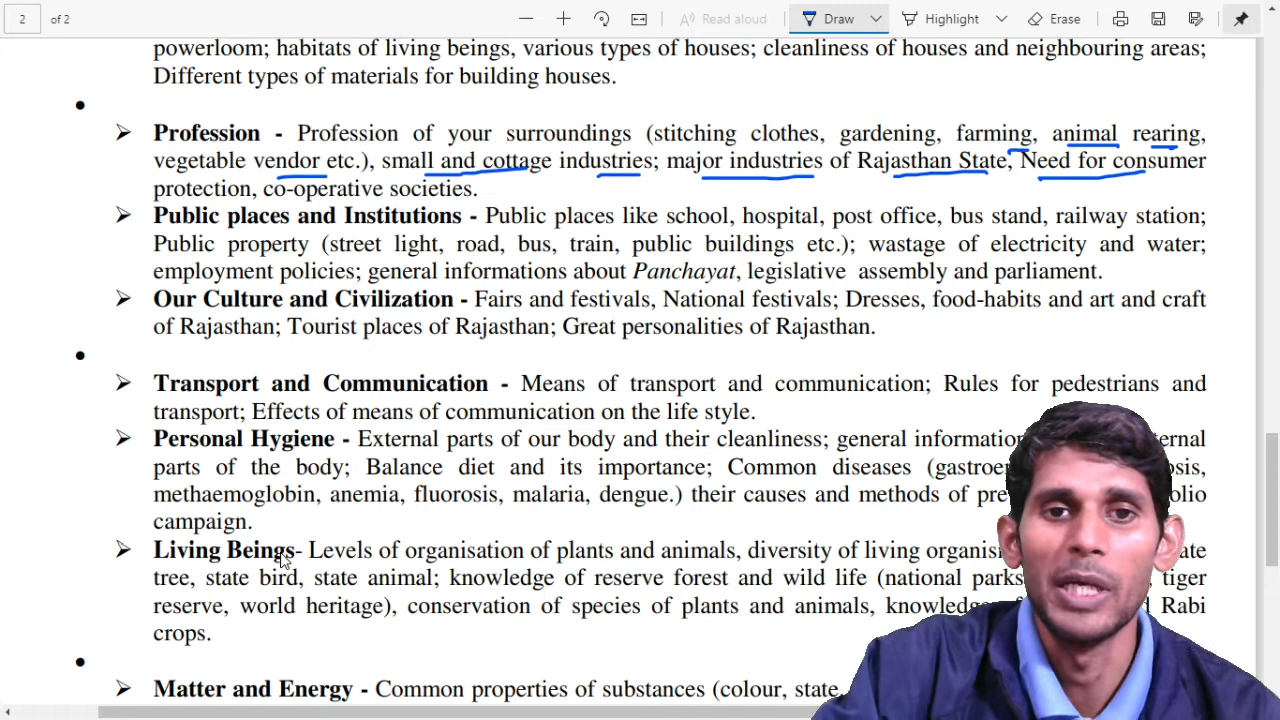 2 of 2 Read aloud Draw Highlight Erase
powerloom; habitats of living beings, various types of houses; cleanliness of houses and neighbouring areas;
Different types of materials for building houses.
Profession - Profession of your surroundings (stitching clothes, gardening, farming, animal rearing,
vegetable vendor etc.), small and cottage industries; major industries of Rajasthan State, Need for consumer
protection, co-operative societies.
Public places and Institutions - Public places like school, hospital, post office, bus stand, railway station;
Public property (street light, road, bus, train, public buildings etc.); wastage of electricity and water;
employment policies; general informations about Panchayat, legislative assembly and parliament.
Our Culture and Civilization - Fairs and festivals, National festivals; Dresses, food-habits and art and craft
of Rajasthan; Tourist places of Rajasthan; Great personalities of Rajasthan.
Transport and Communication - Means of transport and communication; Rules for pedestrians and
transport; Effects of means of communication on the life style.
Personal Hygiene - External parts of our body and their cleanliness; general
parts of the body; Balance diet and its importance; Common diseases
methaemoglobin, anemia, fluorosis, malaria, dengue.) their causes and methods of
campaign.
Living Beings- Levels of organisation of plants and animals, diversity of living
tree, state bird, state animal; knowledge of reserve forest and wild life (national tiger
reserve, world heritage), conservation of species of plants and animals, Rabi
crops.
Matter and Energy - Common properties of substances (colour, state,